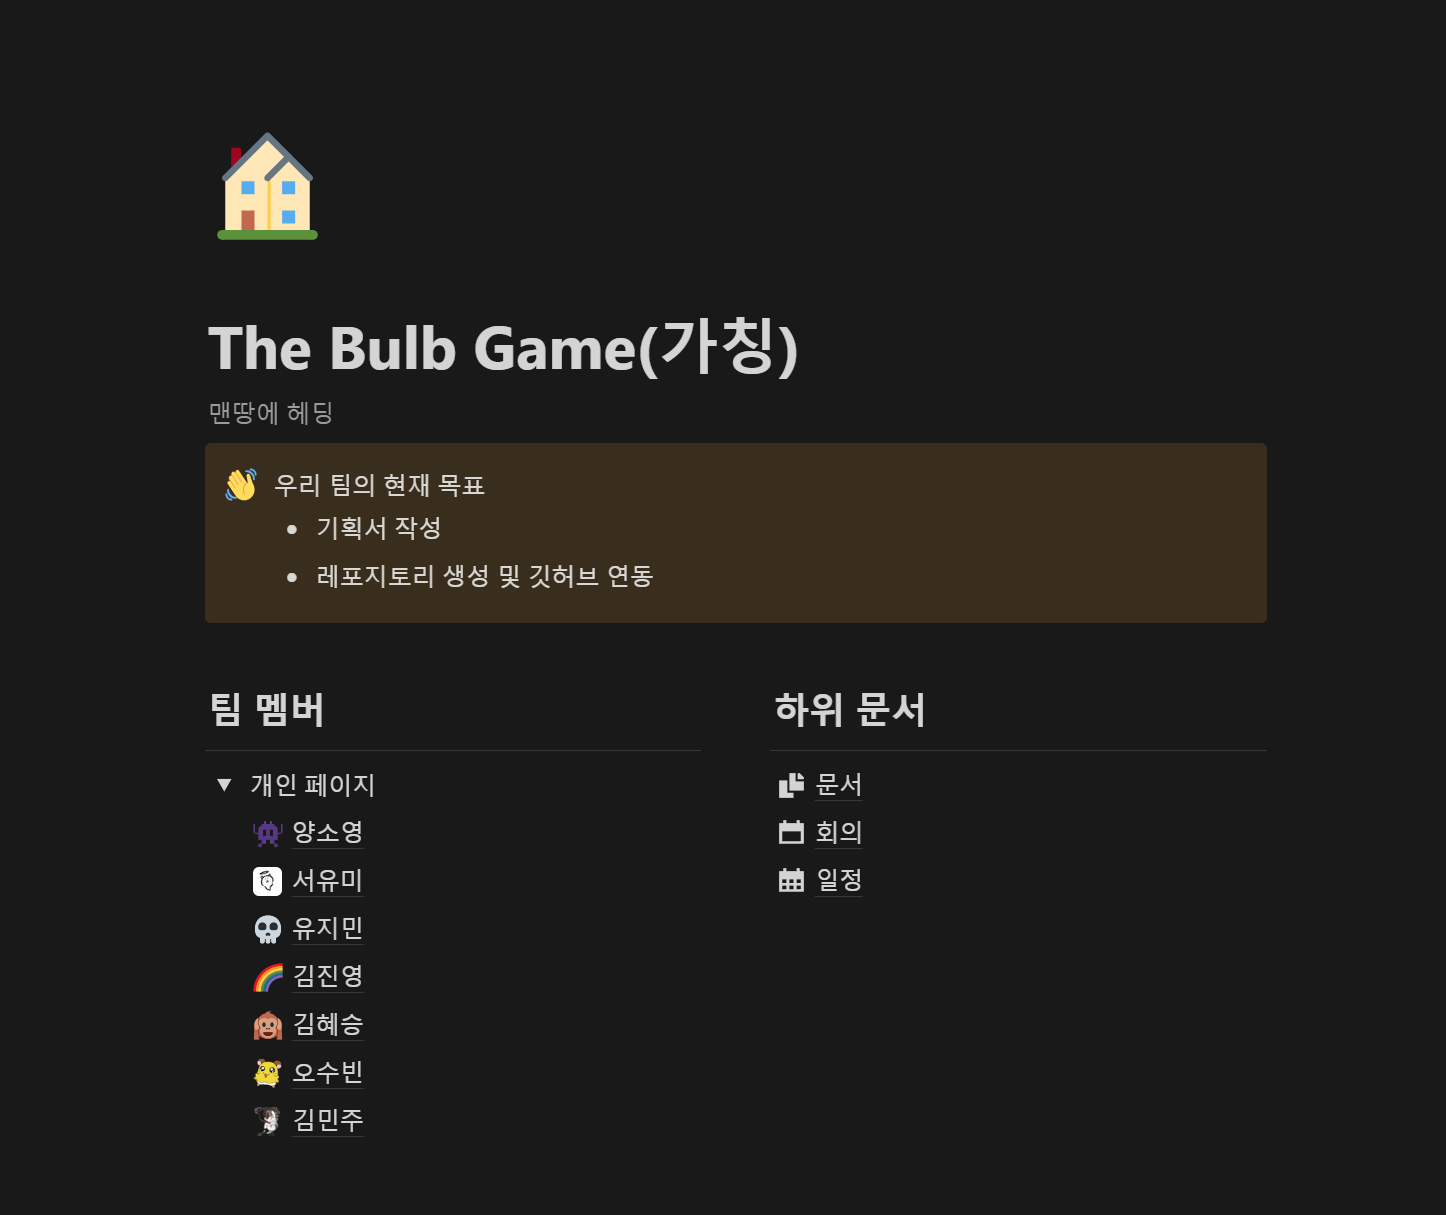 The Bulb Game(가칭)
맨땅에 헤딩
우리 팀의 현재 목표
기획서 작성
레포지토리 생성 및 깃허브 연동
팀 멤버
개인 페이지
양소영
서유미
유지민
김진영
김혜승
오수빈
김민주
하위 문서
문서
회의
일정